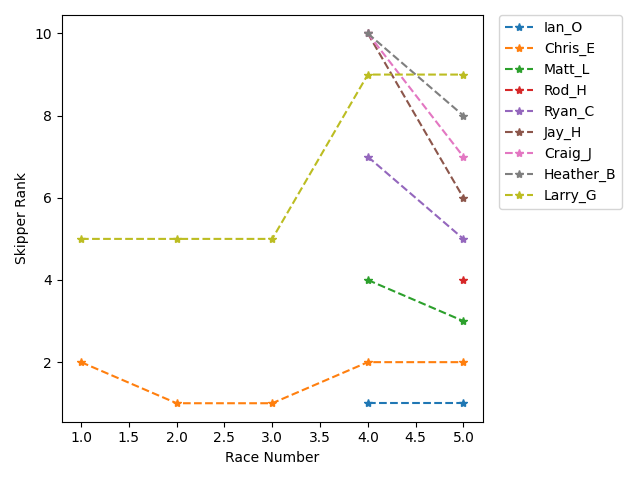 10
8
6
4
2
Skipper Rank
1.0 1.5 2.0 2.5 3.0 3.5 4.0 4.5 5.0
Race Number
Ian_O
Chris_E
Matt_L
Rod_H
Ryan_C
Jay_H
Craig_J
Heather_B
Larry_G